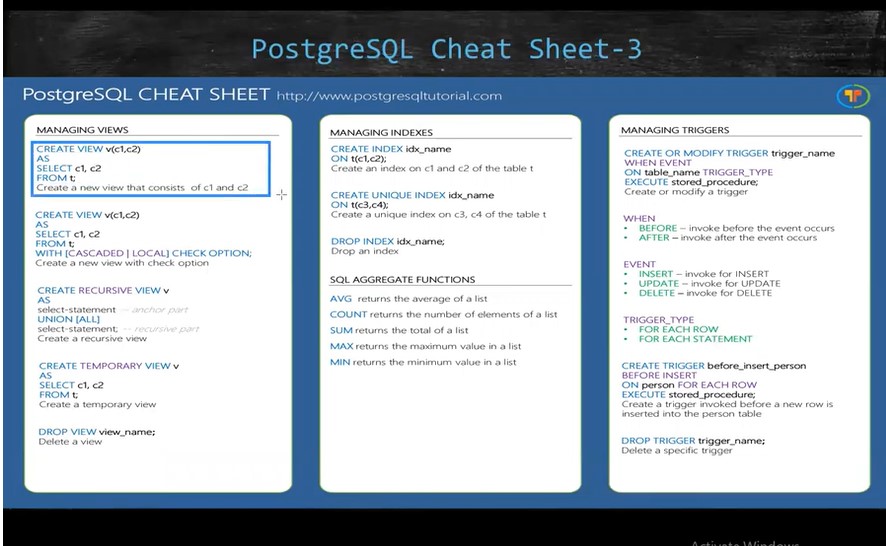 PostgreSQL Cheat Sheet-3
PostgreSQL CHEAT SHEET http://www.postgresqltutorial.com
MANAGING VIEWS
CREATE VIEW v(c1,c2)
AS
SELECT c1, c2
FROM t;
Create a new view that consists of c1 and c2
CREATE VIEW v(c1,c2)
AS
SELECT c1, c2
FROM t;
WITH [CASCADED | LOCAL] CHECK OPTION;
Create a new view with check option
CREATE RECURSIVE VIEW v
AS
select-statement -- anchor part
UNION [ALL]
select-statement; -- recursive part
Create a recursive view
CREATE TEMPORARY VIEW v
AS
SELECT c1, c2
FROM t;
Create a temporary view
DROP VIEW view_name;
Delete a view
MANAGING INDEXES
CREATE INDEX idx_name
ON t(c1,c2);
Create an index on c1 and c2 of the table t
CREATE UNIQUE INDEX idx_name
ON t(c3,c4);
Create a unique index on c3, c4 of the table t
DROP INDEX idx_name;
Drop an index
SQL AGGREGATE FUNCTIONS
AVG returns the average of a list
COUNT returns the number of elements of a list
SUM returns the total of a list
MAX returns the maximum value in a list
MIN returns the minimum value in a list
MANAGING TRIGGERS
CREATE OR MODIFY TRIGGER trigger_name
WHEN EVENT
ON table_name TRIGGER_TYPE
EXECUTE stored_procedure;
Create or modify a trigger
WHEN
• BEFORE – invoke before the event occurs
• AFTER – invoke after the event occurs
EVENT
• INSERT – invoke for INSERT
• UPDATE – invoke for UPDATE
• DELETE – invoke for DELETE
TRIGGER_TYPE
• FOR EACH ROW
• FOR EACH STATEMENT
CREATE TRIGGER before_insert_person
BEFORE INSERT
ON person FOR EACH ROW
EXECUTE stored_procedure;
Create a trigger invoked before a new row is
inserted into the person table
DROP TRIGGER trigger_name;
Delete a specific trigger
Activate Windows